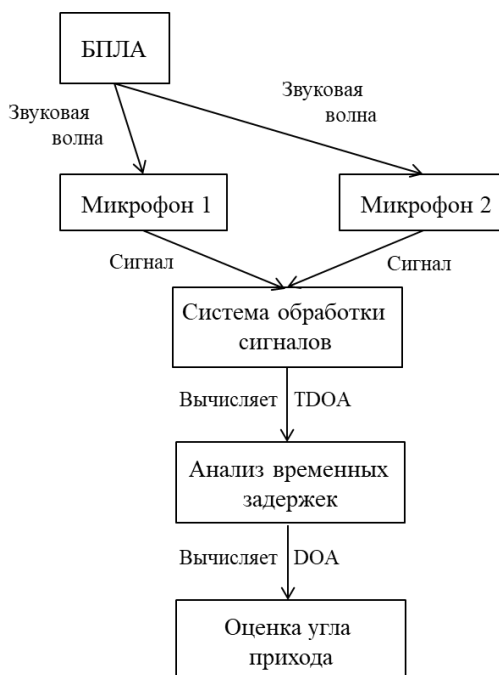 БПЛА
Звуковая
волна
Звуковая
волна
Микрофон 1
Микрофон 2
Сигнал
Сигнал
Система обработки
сигналов
Вычисляет TDOA
Анализ временных
задержек
Вычисляет DOA
Оценка угла
прихода